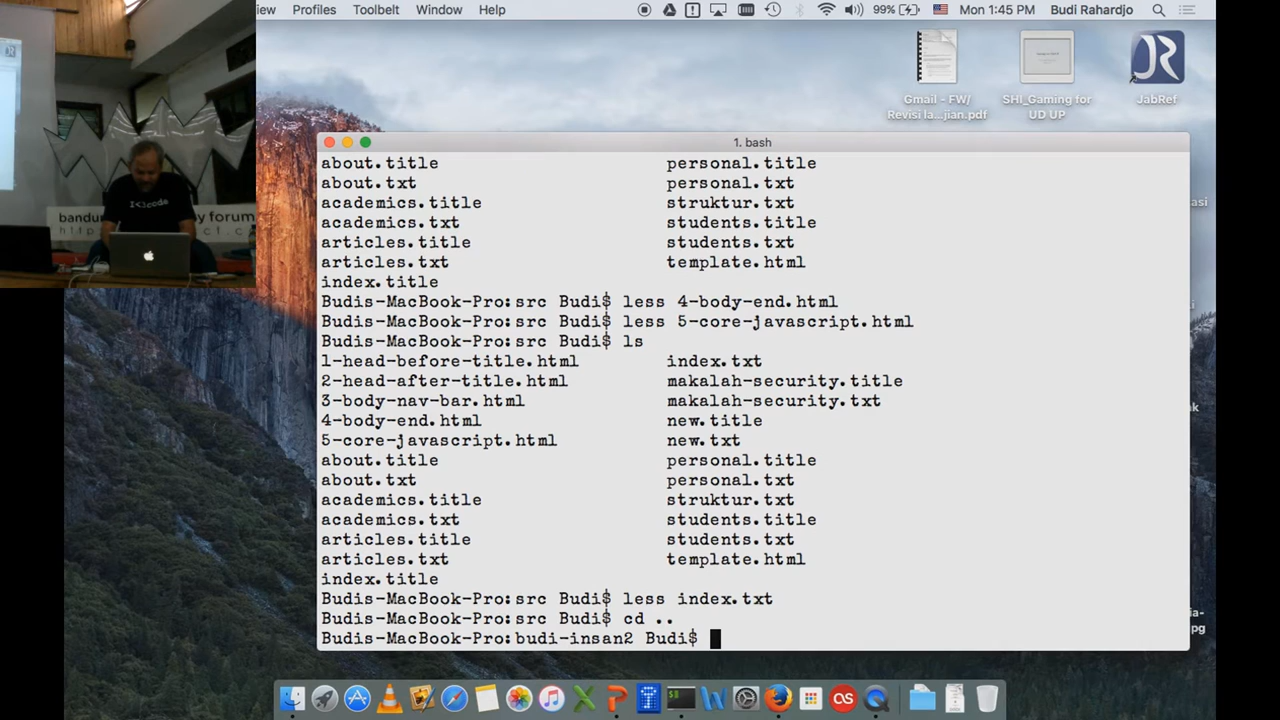 iew Profiles Toolbelt Window Help 99% Mon 1:45 PM Budi Rahardjo
Gmail - FW/
Revisi la...jian.pdf
SHI_Gaming for
UD UP
JabRef
I<3code
bandun y forum
1. bash
about.title personal.title
about.txt personal.txt
academics.title struktur.txt
academics.txt students.title
articles.title students.txt
articles.txt template.html
index.title
Budis-MacBook-Pro:src Budi$ less 4-body-end.html
Budis-MacBook-Pro:src Budi$ less 5-core-javascript.html
Budis-MacBook-Pro:src Budi$ ls
1-head-before-title.html index.txt
2-head-after-title.html makalah-security.title
3-body-nav-bar.html makalah-security.txt
4-body-end.html new.title
5-core-javascript.html new.txt
about.title personal.title
about.txt personal.txt
academics.title struktur.txt
academics.txt students.title
articles.title students.txt
articles.txt template.html
index.title
Budis-MacBook-Pro:src Budi$ less index.txt
Budis-MacBook-Pro:src Budi$ cd ..
Budis-MacBook-Pro:budi-insan2 Budi$
asi
ia-
pg